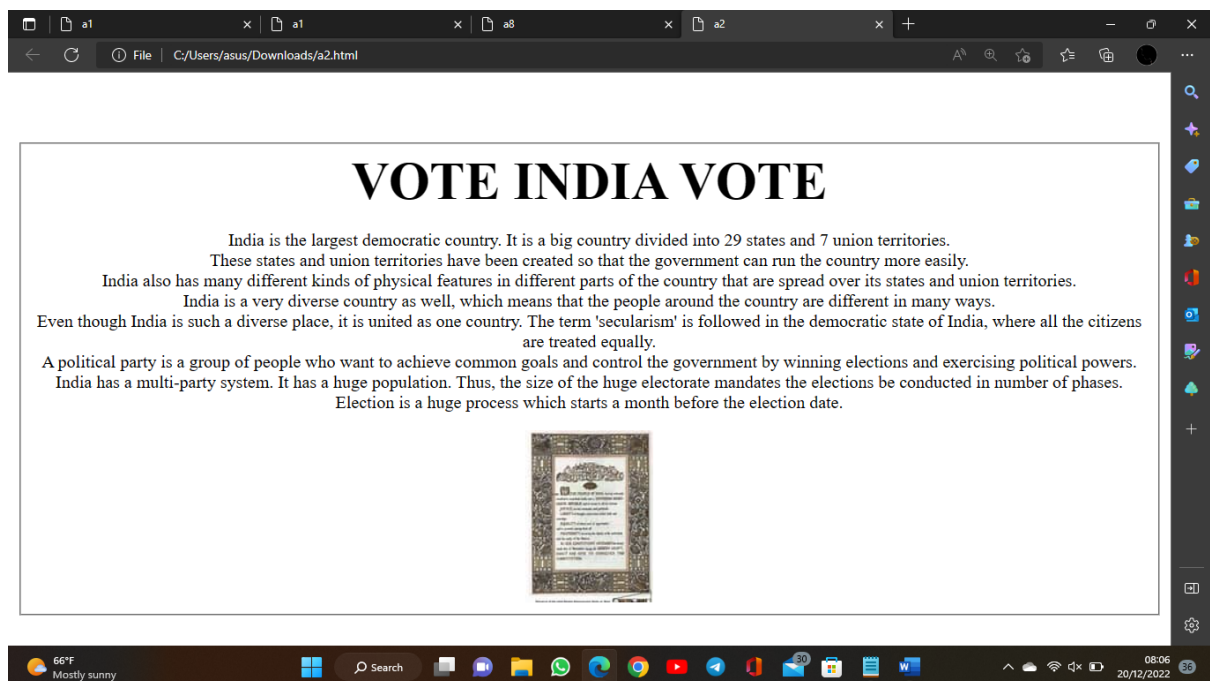 a1
a1
a8
a2
File
C:/Users/asus/Downloads/a2.html
VOTE INDIA VOTE
India is the largest democratic country. It is a big country divided into 29 states and 7 union territories.
These states and union territories have been created so that the government can run the country more easily.
India also has many different kinds of physical features in different parts of the country that are spread over its states and union territories.
India is a very diverse country as well, which means that the people around the country are different in many ways.
Even though India is such a diverse place, it is united as one country. The term 'secularism' is followed in the democratic state of India, where all the citizens
are treated equally.
A political party is a group of people who want to achieve common goals and control the government by winning elections and exercising political powers.
India has a multi-party system. It has a huge population. Thus, the size of the huge electorate mandates the elections be conducted in number of phases.
Election is a huge process which starts a month before the election date.
66°F
Mostly sunny
Search
30
08:06
20/12/2022
36